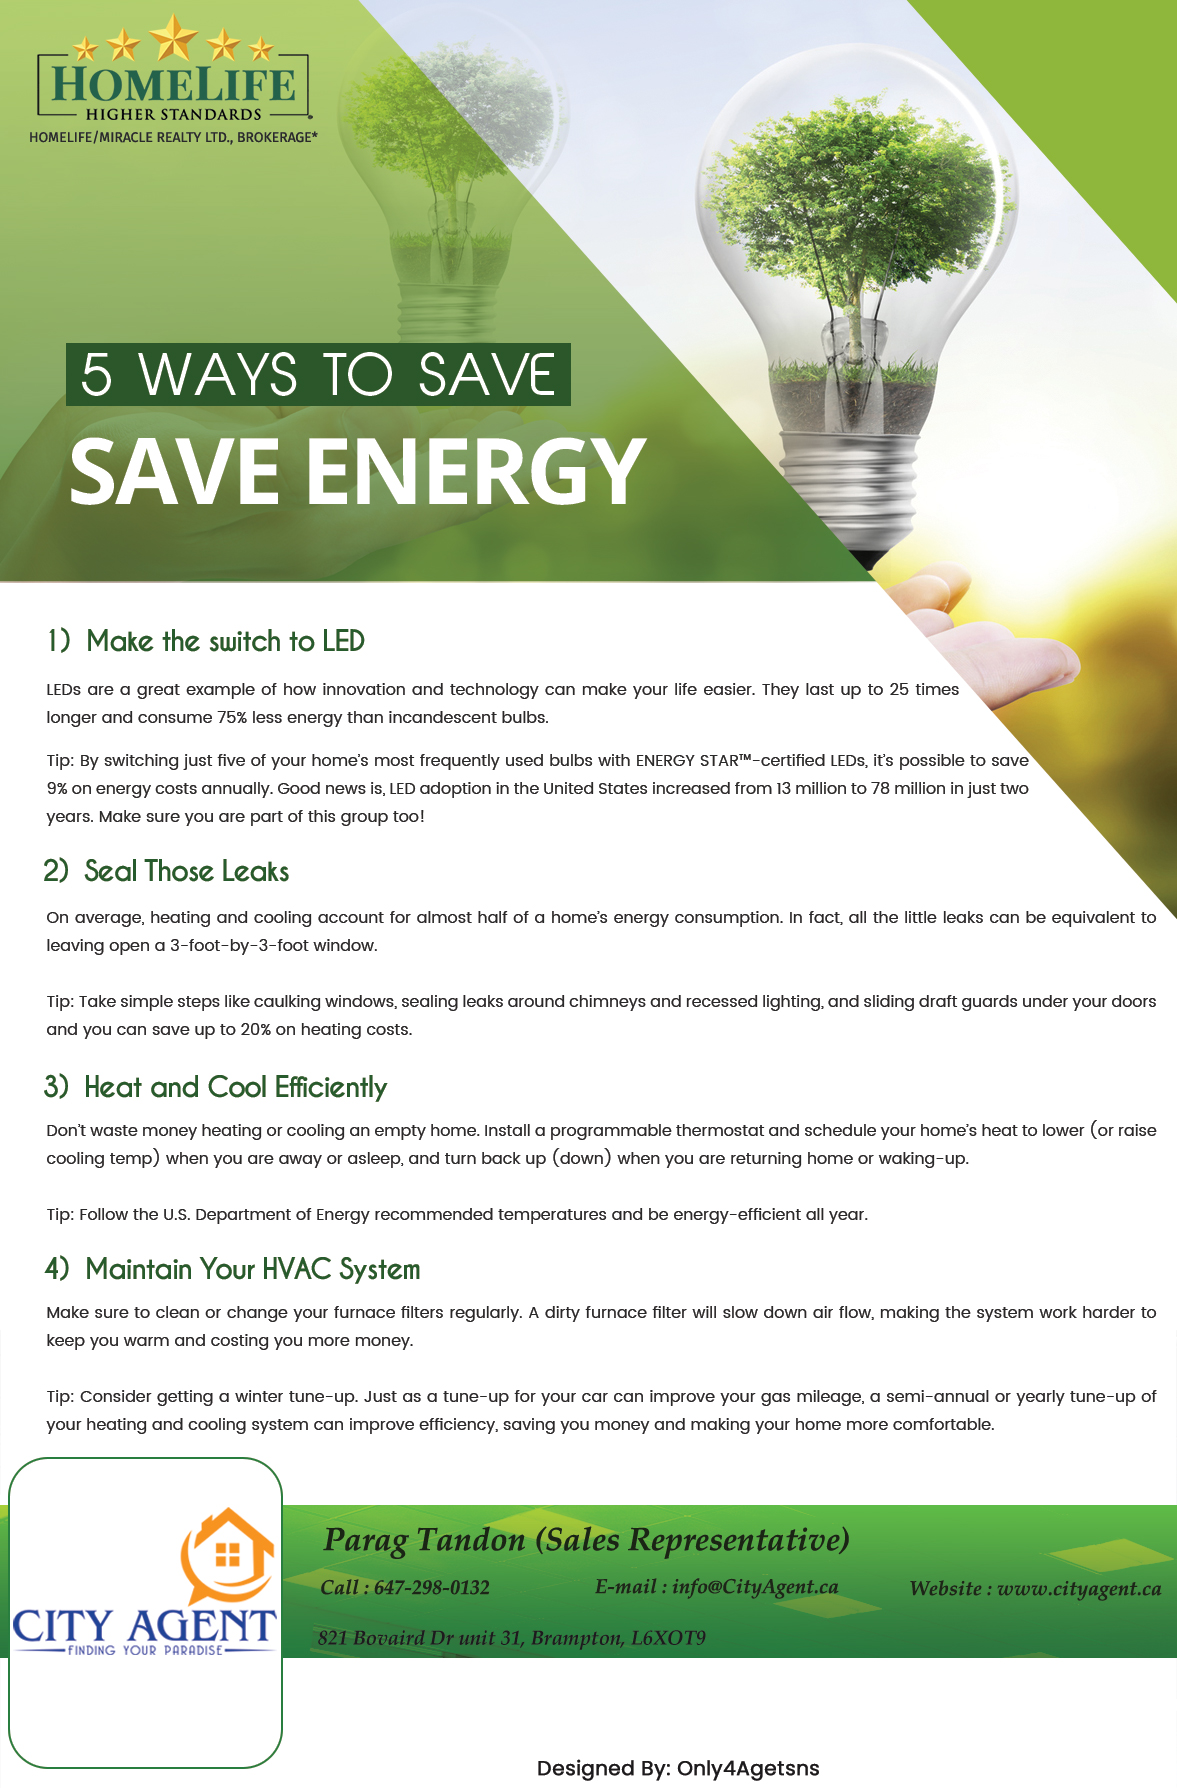 HOMELIFE
HIGHER STANDARDS
HOMELIFE/MIRACLE REALTY LTD., BROKERAGE*
5 WAYS TO SAVE
SAVE ENERGY
1) Make the switch to LED
LEDs are a great example of how innovation and technology can make your life easier. They last up to 25 times
longer and consume 75% less energy than incandescent bulbs.
Tip: By switching just five of your home's most frequently used bulbs with ENERGY STAR™-certified LEDs, it's possible to save
9% on energy costs annually. Good news is, LED adoption in the United States increased from 13 million to 78 million in just two
years. Make sure you are part of this group too!
2) Seal Those Leaks
On average, heating and cooling account for almost half of a home's energy consumption. In fact, all the little leaks can be equivalent to
leaving open a 3-foot-by-3-foot window.
Tip: Take simple steps like caulking windows, sealing leaks around chimneys and recessed lighting, and sliding draft guards under your doors
and you can save up to 20% on heating costs.
3) Heat and Cool Efficiently
Don't waste money heating or cooling an empty home. Install a programmable thermostat and schedule your home's heat to lower (or raise
cooling temp) when you are away or asleep, and turn back up (down) when you are returning home or waking-up.
Tip: Follow the U.S. Department of Energy recommended temperatures and be energy-efficient all year.
4) Maintain Your HVAC System
Make sure to clean or change your furnace filters regularly. A dirty furnace filter will slow down air flow, making the system work harder to
keep you warm and costing you more money.
Tip: Consider getting a winter tune-up. Just as a tune-up for your car can improve your gas mileage, a semi-annual or yearly tune-up of
your heating and cooling system can improve efficiency, saving you money and making your home more comfortable.
CITY AGENT
FINDING YOUR PARADISE
Parag Tandon (Sales Representative)
Call : 647-298-0132
E-mail : info@CityAgent.ca
Website : www.cityagent.ca
821 Bovaird Dr unit 31, Brampton, L6XOT9
Designed By: Only4Agetsns